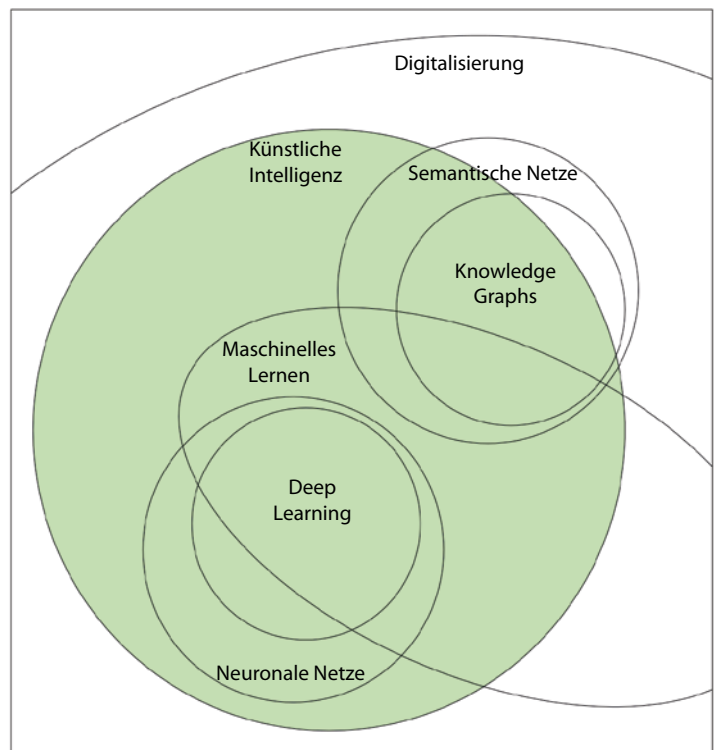 Digitalisierung
Künstliche
Intelligenz
Semantische Netze
Knowledge
Graphs
Maschinelles
Lernen
Deep
Learning
Neuronale Netze